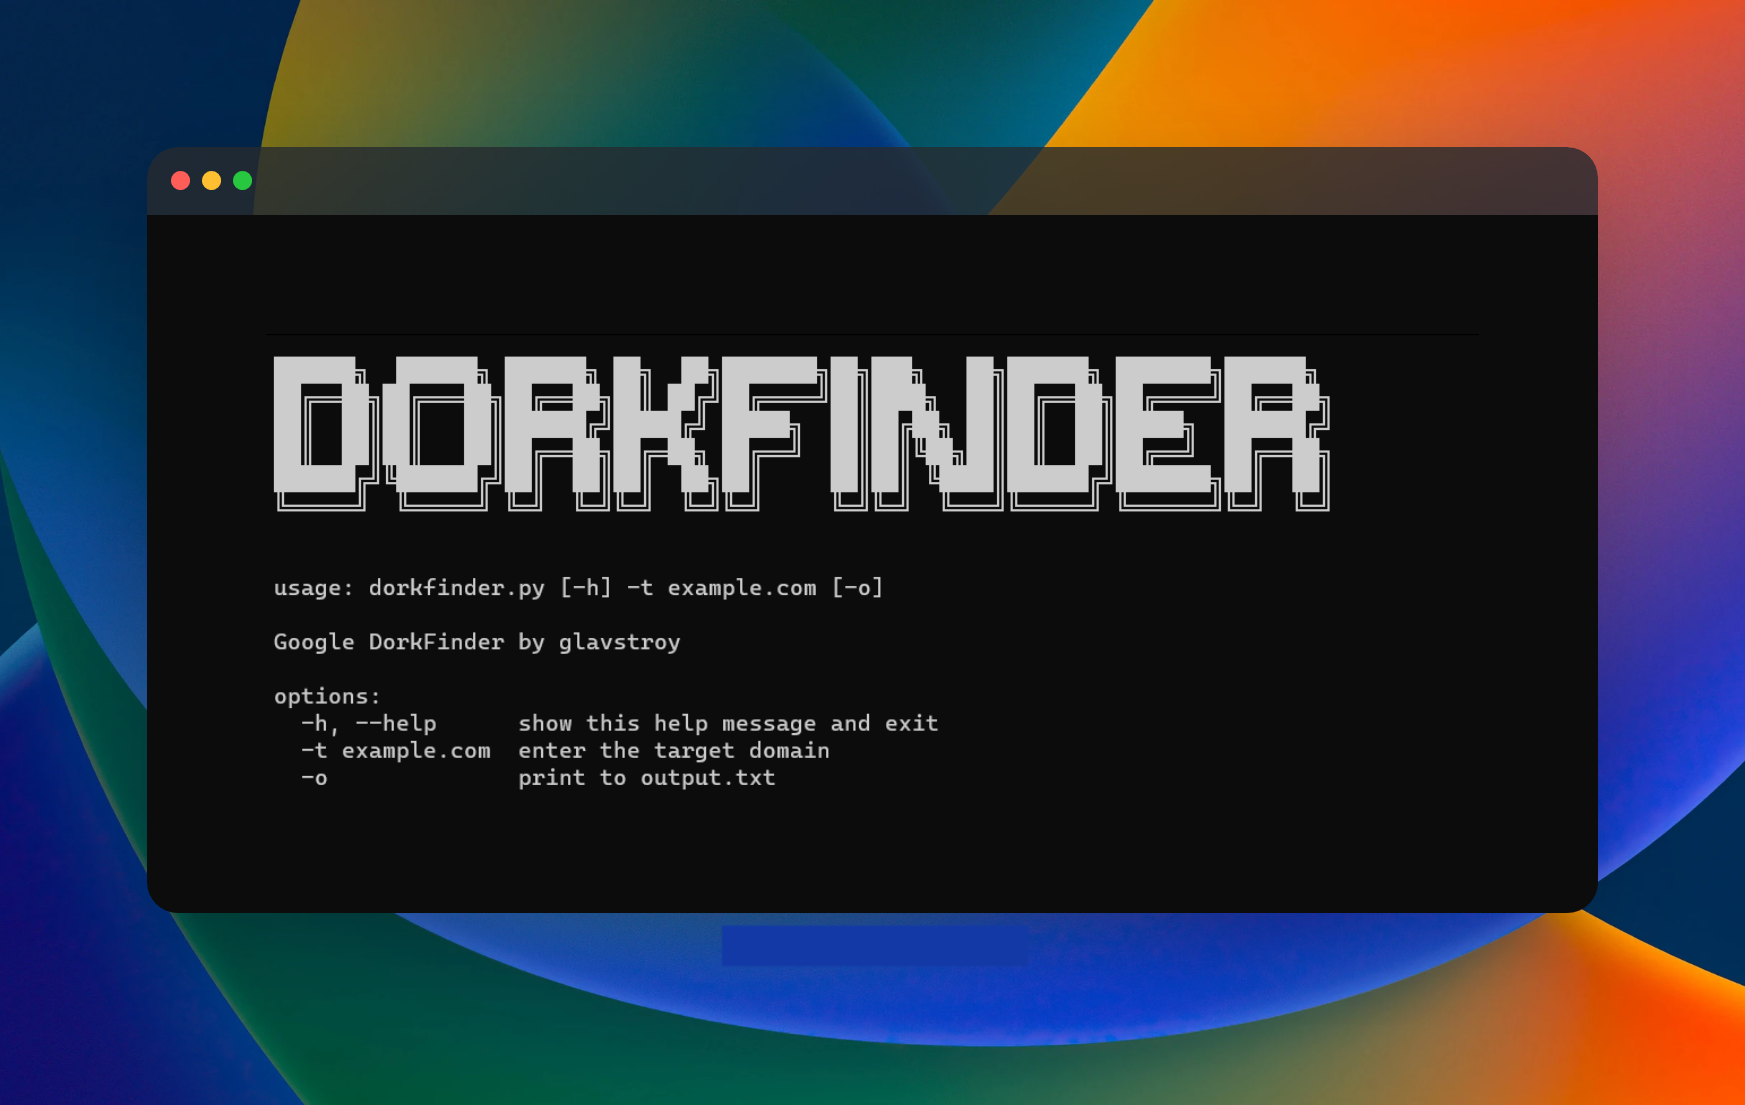 DORKFINDER
usage: dorkfinder.py [-h] -t example.com [-o]
Google DorkFinder by glavstroy
options:
-h, --help show this help message and exit
-t example.com enter the target domain
-o print to output.txt